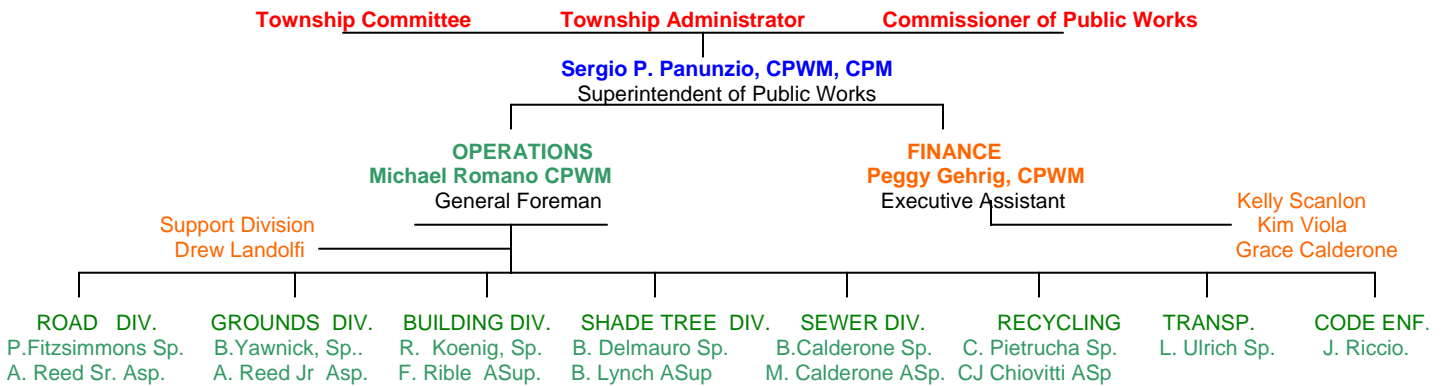 Township Committee Township Administrator Commissioner of Public Works
Sergio P. Panunzio, CPWM, CPM
Superintendent of Public Works
OPERATIONS
Michael Romano CPWM
General Foreman
FINANCE
Peggy Gehrig, CPWM
Executive Assistant
Support Division
Drew Landolfi
Kelly Scanlon
Kim Viola
Grace Calderone
ROAD DIV.
P.Fitzsimmons Sp.
A. Reed Sr. Asp.
GROUNDS DIV.
B.Yawnick, Sp..
A. Reed Jr Asp.
BUILDING DIV.
R. Koenig, Sp.
F. Rible ASup.
SHADE TREE DIV.
B. Delmauro Sp.
B. Lynch ASup
SEWER DIV.
B.Calderone Sp.
M. Calderone ASp.
RECYCLING
C. Pietrucha Sp.
CJ Chiovitti ASp
TRANSP.
L. Ulrich Sp.
CODE ENF.
J. Riccio.